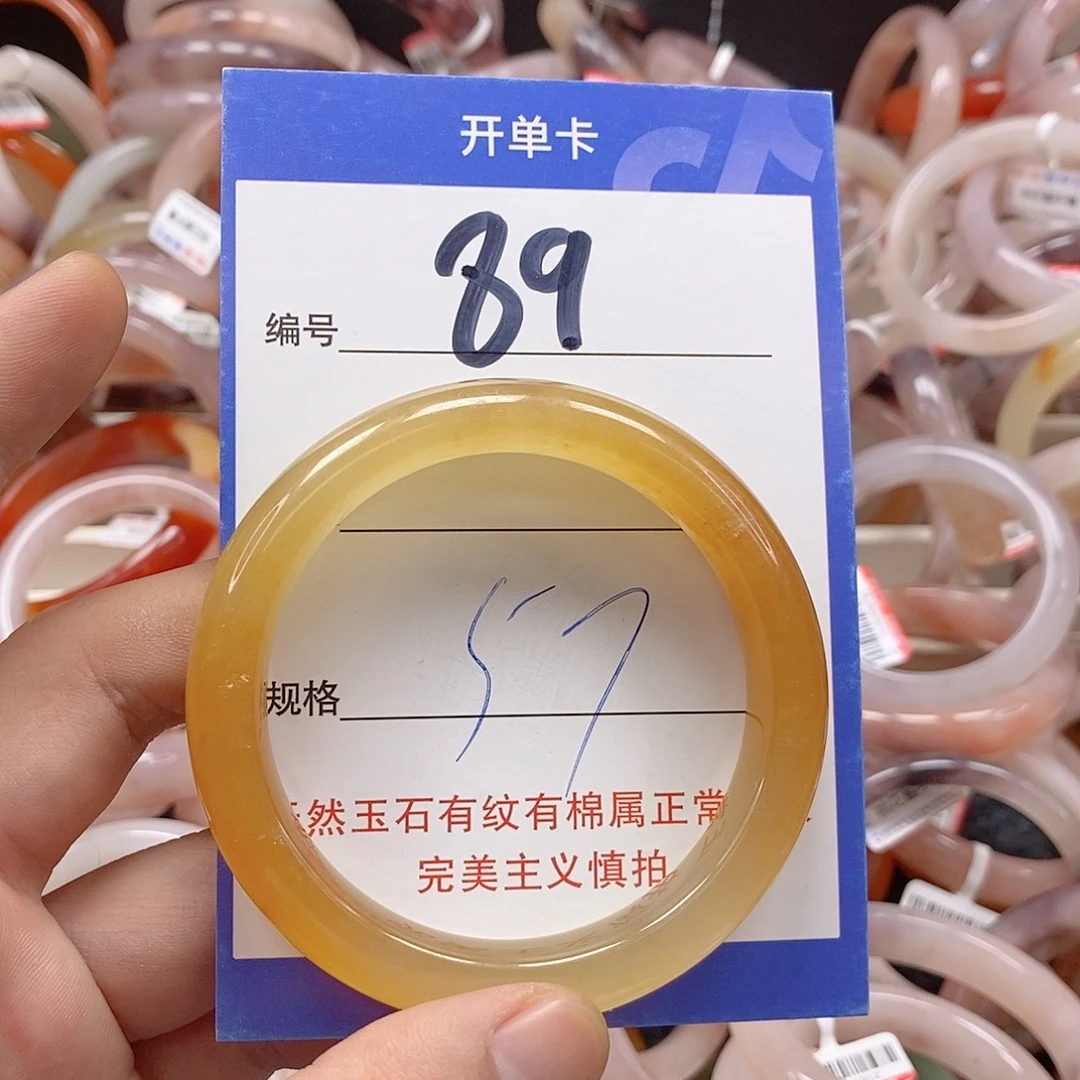 开单卡
编号 89
规格 57
天然玉石有纹有棉属正常
完美主义慎拍